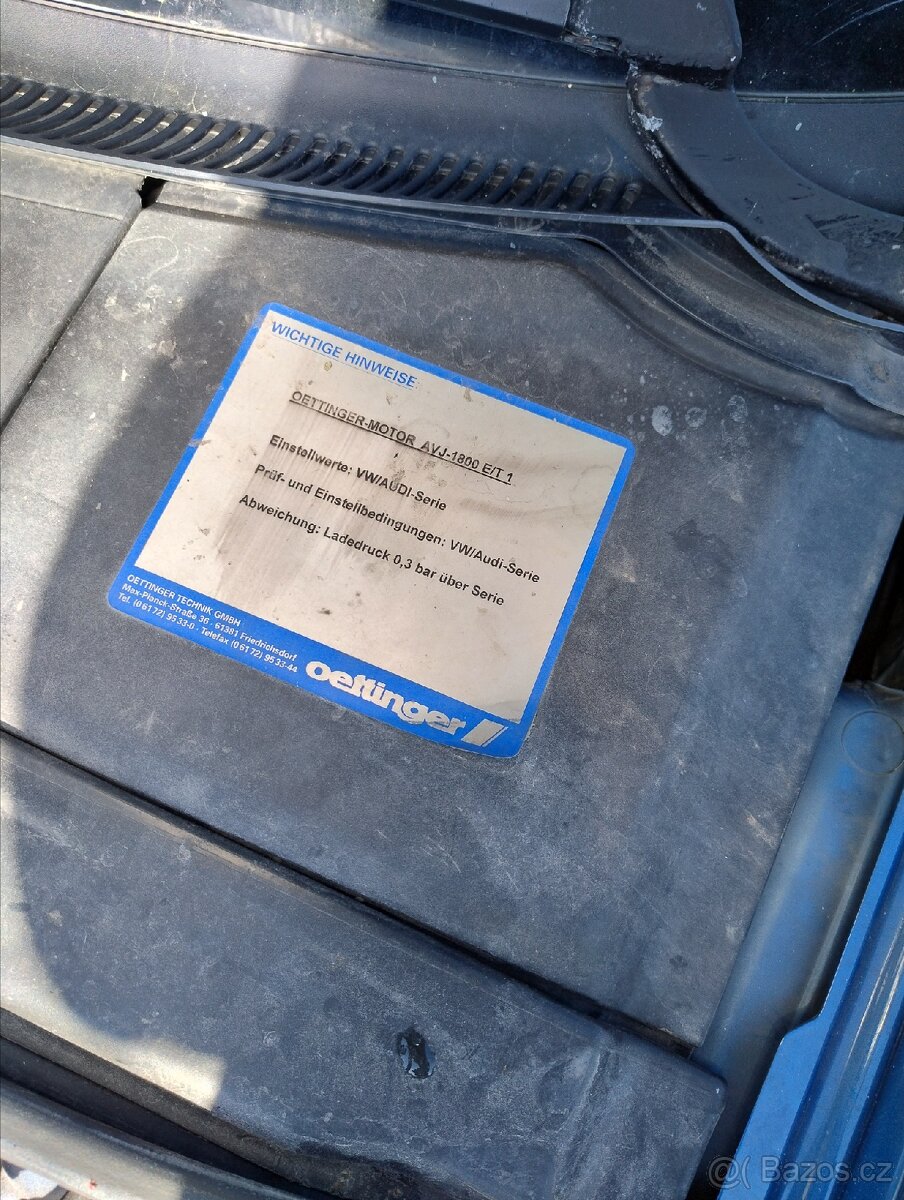 WICHTIGE HINWEISE
OETTINGER-MOTOR AVJ-1800 E/T 1
Einstellwerte: VW/AUDI-Serie
Prüf- und Einstellbedingungen: VW/Audi-Serie
Abweichung: Ladedruck 0,3 bar über Serie
OETTINGER TECHNIK GMBH
Max-Planck-Straße 36 · 61381 Friedrichsdorf
Tel. (0 61 72) 95 33-0 · Telefax (0 61 72) 95 33-44
oettinger
Bazos.cz